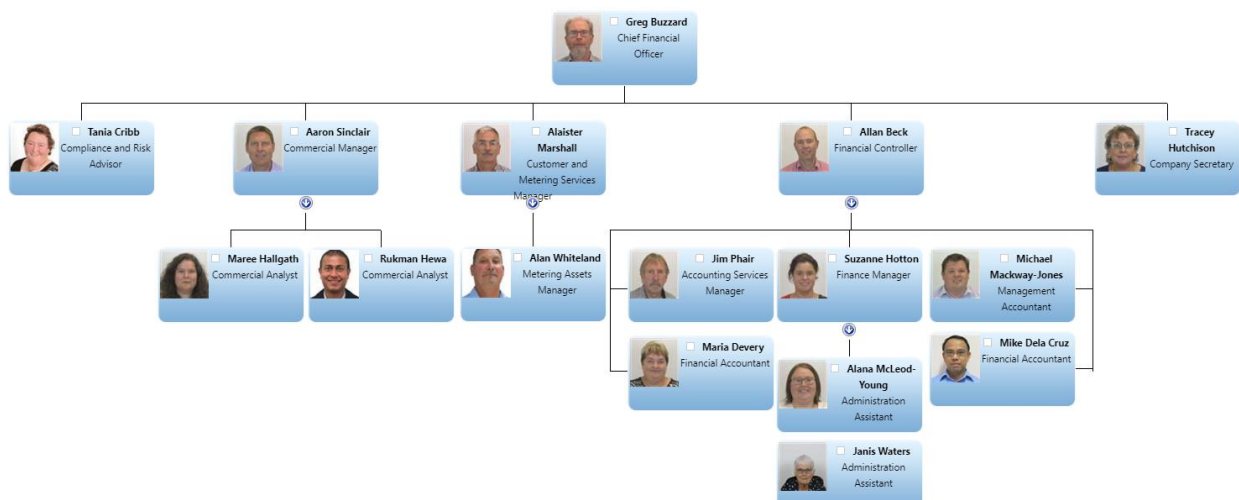 Greg Buzzard
Chief Financial
Officer
Tania Cribb
Compliance and Risk
Advisor
Aaron Sinclair
Commercial Manager
Alaister
Marshall
Customer and
Metering Services
Manager
Allan Beck
Financial Controller
Tracey
Hutchison
Company Secretary
Maree Hallgath
Commercial Analyst
Rukman Hewa
Commercial Analyst
Alan Whiteland
Metering Assets
Manager
Jim Phair
Accounting Services
Manager
Suzanne Hotton
Finance Manager
Michael
Mackway-Jones
Management
Accountant
Maria Devery
Financial Accountant
Alana McLeod-
Young
Administration
Assistant
Mike Dela Cruz
Financial Accountant
Janis Waters
Administration
Assistant